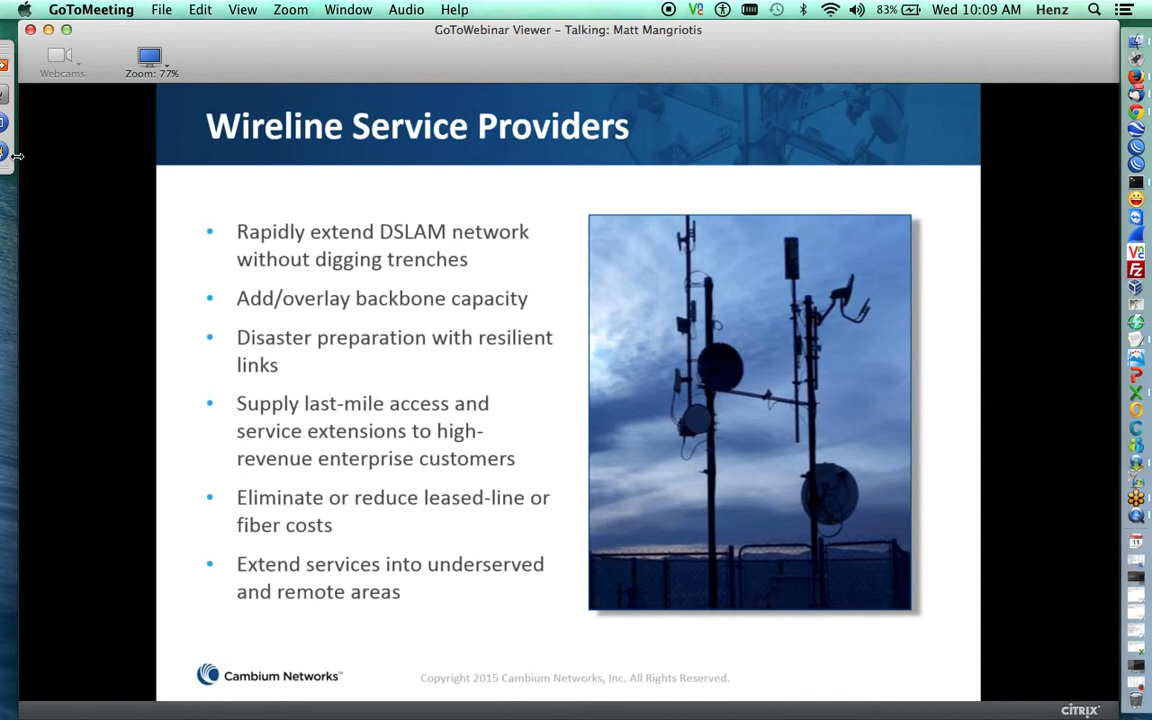 GoToMeeting File Edit View Zoom Window Audio Help 83% Wed 10:09 AM Henz
GoToWebinar Viewer – Talking: Matt Mangriotis
Webcams Zoom: 77%
Wireline Service Providers
• Rapidly extend DSLAM network
without digging trenches
• Add/overlay backbone capacity
• Disaster preparation with resilient
links
• Supply last-mile access and
service extensions to high-
revenue enterprise customers
• Eliminate or reduce leased-line or
fiber costs
• Extend services into underserved
and remote areas
Cambium Networks™
Copyright 2015 Cambium Networks, Inc. All Rights Reserved.
CİTRIX